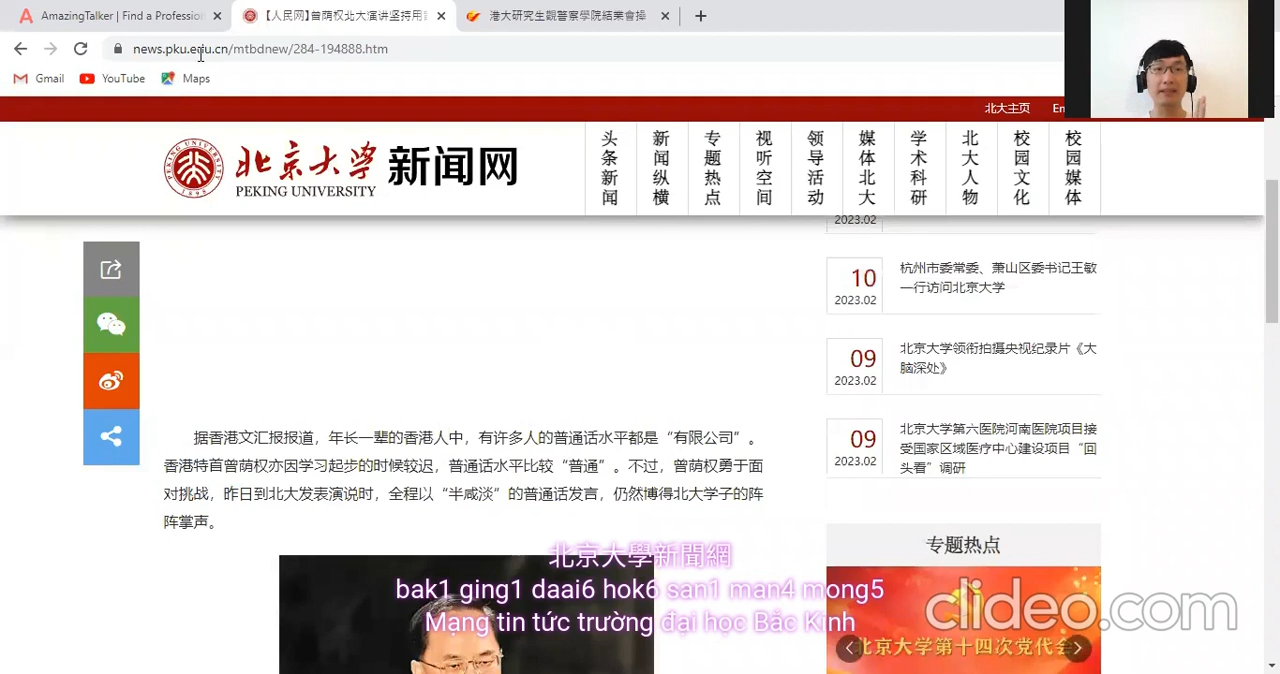 AmazingTalker | Find a Profession
【人民网】曾荫权北大演讲坚持用普
港大研究生觀警察學院結業會操
news.pku.edu.cn/mtbdnew/284-194888.htm
Gmail
YouTube
Maps
北大主页
En
北京大学
PEKING UNIVERSITY
新闻网
头条新闻
新闻纵横
专题热点
视听空间
领导活动
媒体北大
学术科研
北大人物
校园文化
校园媒体
据香港文汇报报道，年长一辈的香港人中，有许多人的普通话水平都是“有限公司”。
香港特首曾荫权亦因学习起步的时候较迟，普通话水平比较“普通”。不过，曾荫权勇于面
对挑战，昨日到北大发表演说时，全程以“半咸淡”的普通话发言，仍然博得北大学子的阵
阵掌声。
2023.02
10
2023.02
杭州市委常委、萧山区委书记王敏
一行访问北京大学
09
2023.02
北京大学领衔拍摄央视纪录片《大
脑深处》
09
2023.02
北京大学第六医院河南医院项目接
受国家区域医疗中心建设项目“回
头看”调研
专题热点
北京大学第十四次党代会
北京大學新聞網
bak1 ging1 daai6 hok6 san1 man4 mong5
Mạng tin tức trường đại học Bắc Kinh
clideo.com